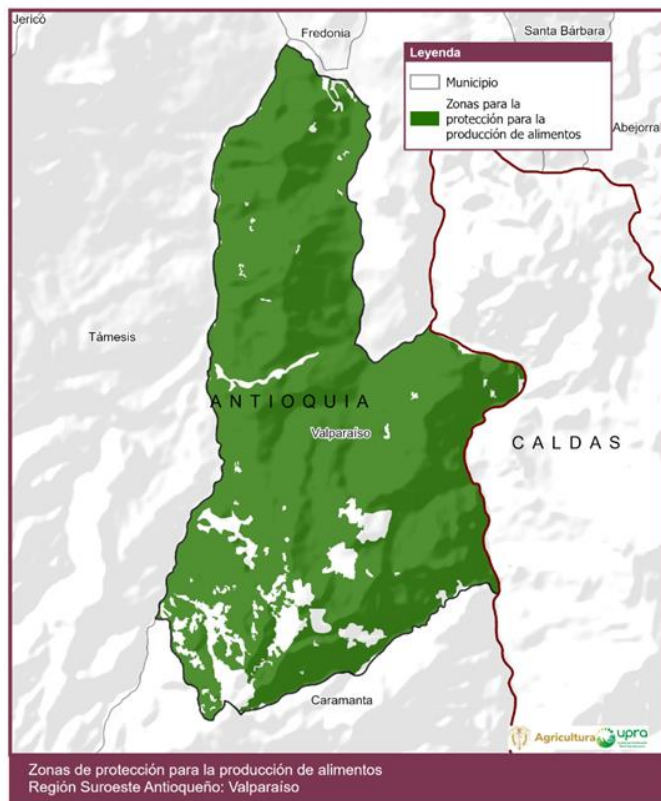 Jericó
Fredonia
Santa Bárbara
Leyenda
Municipio
Zonas para la
protección para la
producción de alimentos
Abejorra
Támesis
ANTIOQUIA
Valparaíso
CALDAS
Caramanta
Agricultura
upra
Zonas de protección para la producción de alimentos
Región Suroeste Antioqueño: Valparaíso